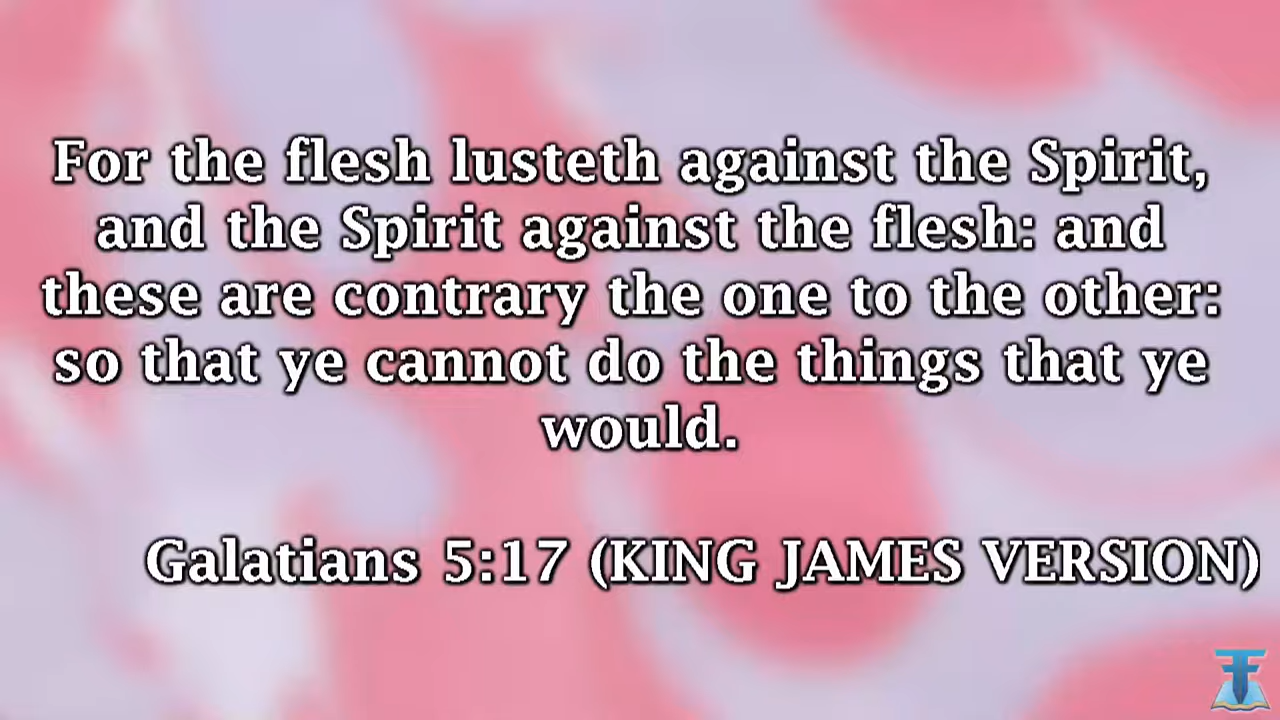 For the flesh lusteth against the Spirit,
and the Spirit against the flesh: and
these are contrary the one to the other:
so that ye cannot do the things that ye
would.
Galatians 5:17 (KING JAMES VERSION)